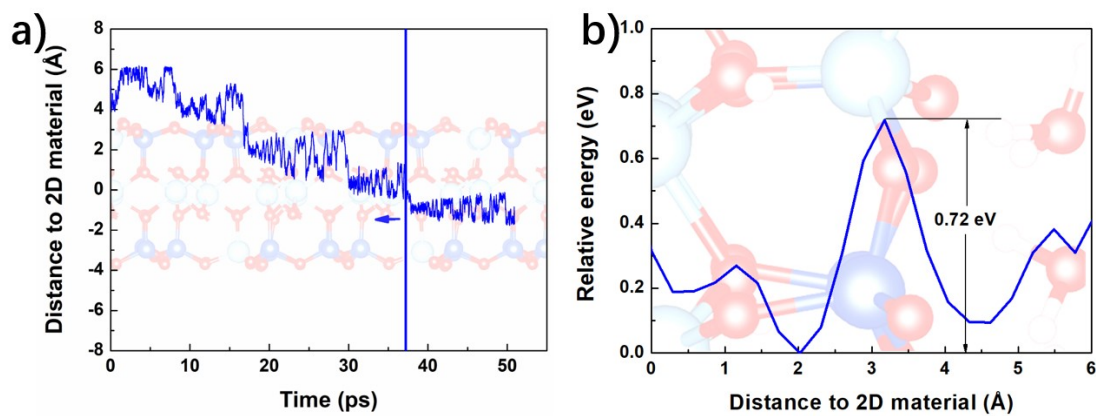 a)
Distance to 2D material (Å)
8
6
4
2
0
-2
-4
-6
-8
0 10 20 30 40 50
Time (ps)
b)
Relative energy (eV)
1.0
0.8
0.6
0.4
0.2
0.0
0.72 eV
0 1 2 3 4 5 6
Distance to 2D material (Å)